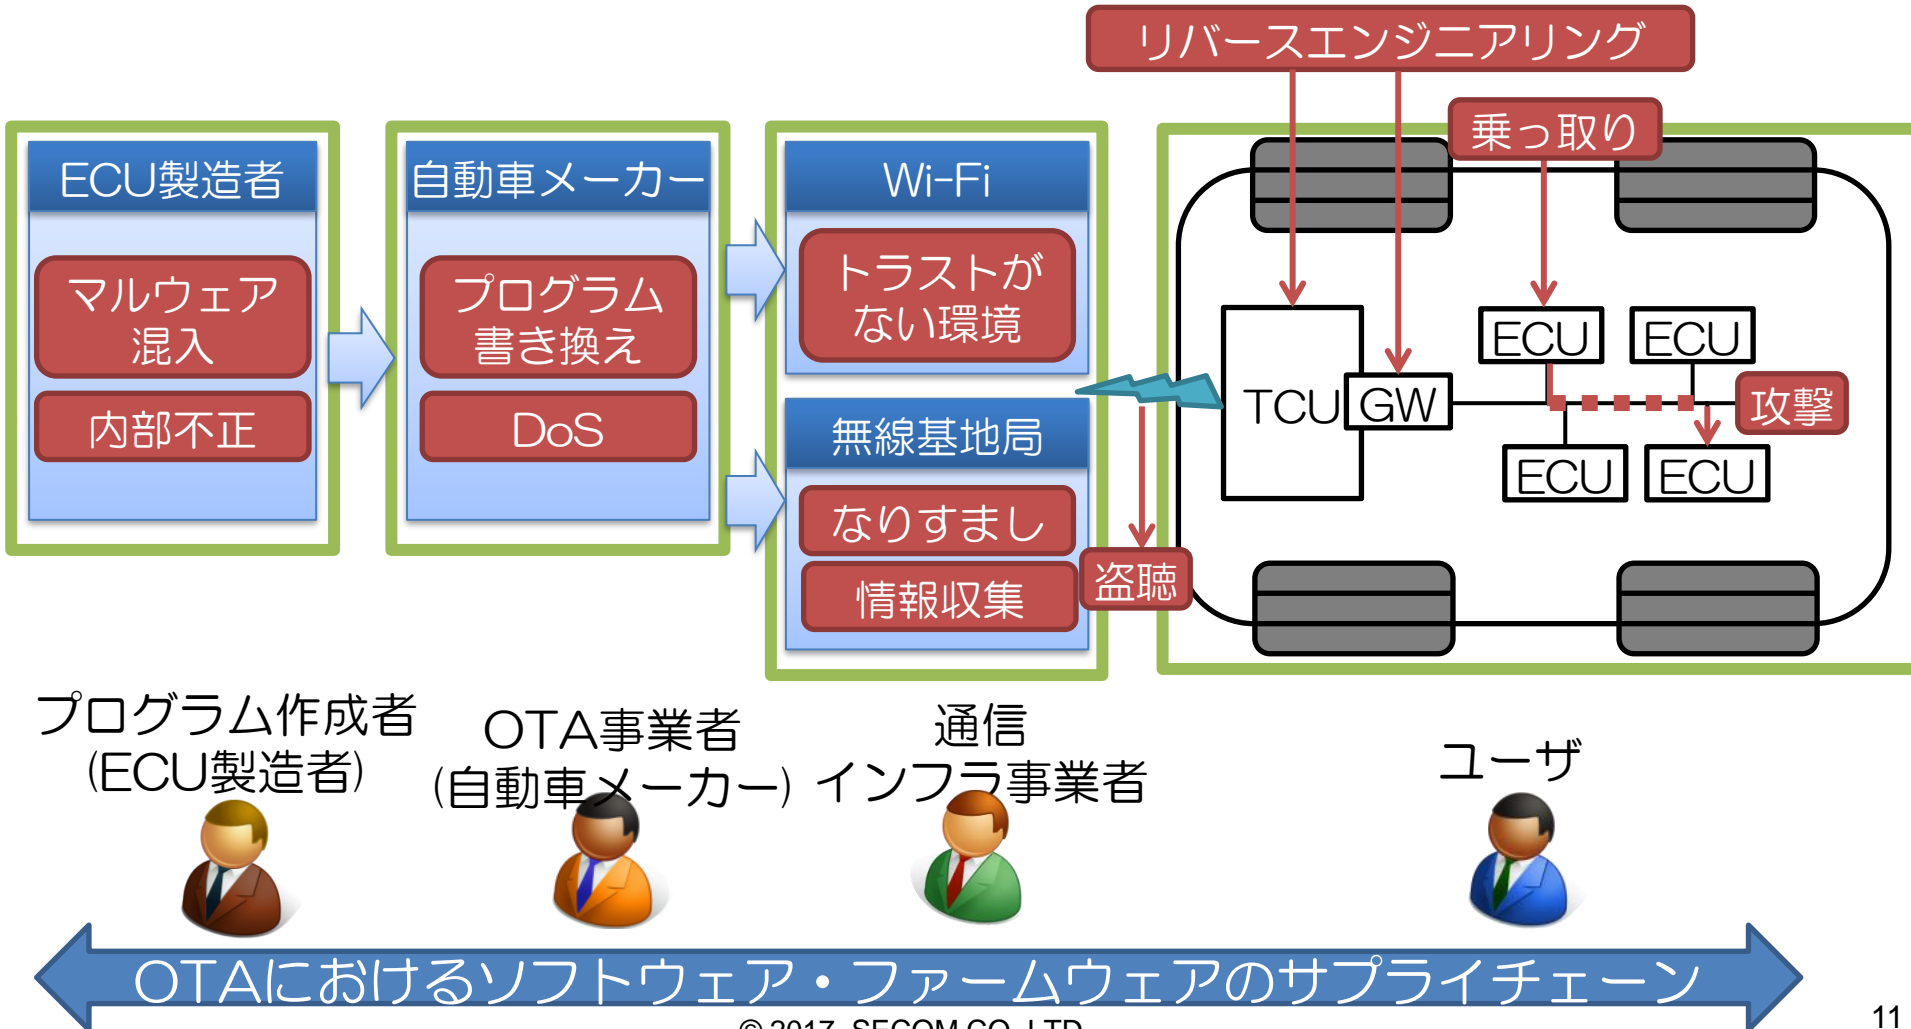 リバースエンジニアリング
乗っ取り
ECU製造者
マルウェア
混入
内部不正
自動車メーカー
プログラム
書き換え
DoS
Wi-Fi
トラストが
ない環境
無線基地局
なりすまし
情報収集
盗聴
TCU
GW
ECU
ECU
攻撃
ECU
ECU
プログラム作成者
(ECU製造者)
OTA事業者
(自動車メーカー)
通信
インフラ事業者
ユーザ
OTAにおけるソフトウェア・ファームウェアのサプライチェーン
© 2017 SECOM CO.,LTD.
11